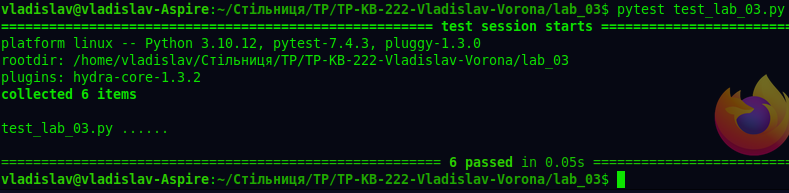 vladislav@vladislav-Aspire:~/Стільниця/TP/TP-KB-222-Vladislav-Vorona/lab_03$ pytest test_lab_03.py
===================================================== test session starts ========================
platform linux -- Python 3.10.12, pytest-7.4.3, pluggy-1.3.0
rootdir: /home/vladislav/Стільниця/TP/TP-KB-222-Vladislav-Vorona/lab_03
plugins: hydra-core-1.3.2
collected 6 items
test_lab_03.py ......
====================================================== 6 passed in 0.05s =========================
vladislav@vladislav-Aspire:~/Стільниця/TP/TP-KB-222-Vladislav-Vorona/lab_03$